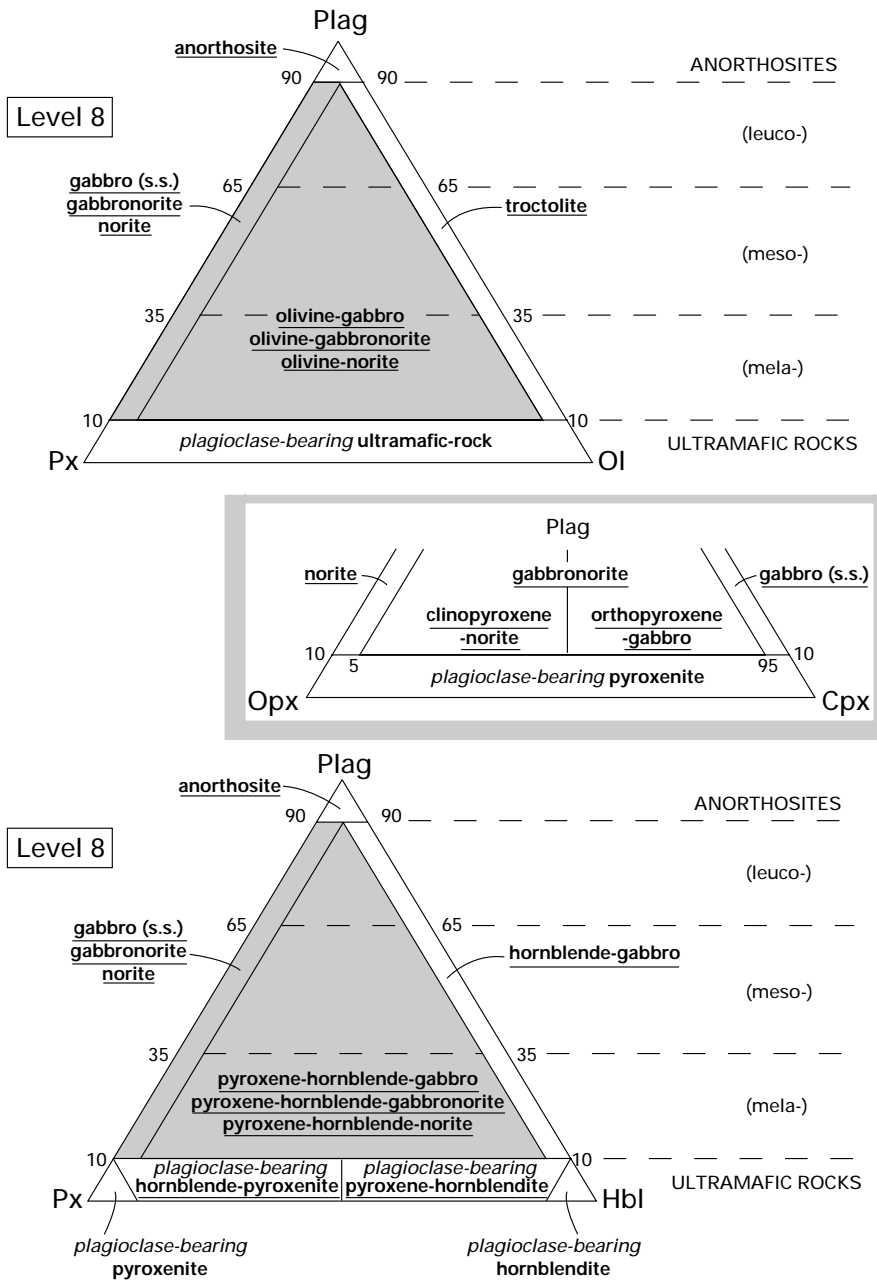 Plag
anorthosite
90
90
ANORTHOSITES
Level 8
(leuco-)
gabbro (s.s.)
gabbronorite
norite
65
65
troctolite
(meso-)
35
35
olivine-gabbro
olivine-gabbronorite
olivine-norite
(mela-)
10
10
plagioclase-bearing ultramafic-rock
ULTRAMAFIC ROCKS
Px
Ol
Plag
norite
gabbronorite
gabbro (s.s.)
clinopyroxene
-norite
orthopyroxene
-gabbro
10
5
95
10
plagioclase-bearing pyroxenite
Opx
Cpx
Plag
anorthosite
90
90
ANORTHOSITES
Level 8
(leuco-)
gabbro (s.s.)
gabbronorite
norite
65
65
hornblende-gabbro
(meso-)
35
35
pyroxene-hornblende-gabbro
pyroxene-hornblende-gabbronorite
pyroxene-hornblende-norite
(mela-)
10
10
plagioclase-bearing
hornblende-pyroxenite
plagioclase-bearing
pyroxene-hornblendite
ULTRAMAFIC ROCKS
Px
Hbl
plagioclase-bearing
pyroxenite
plagioclase-bearing
hornblendite